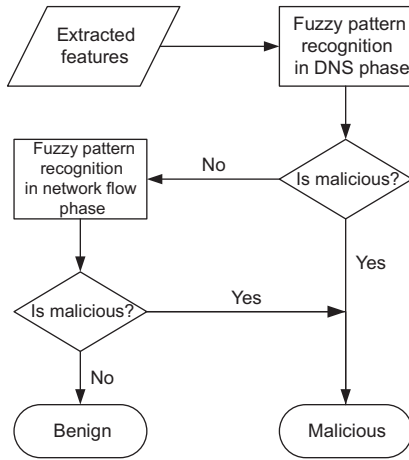 Extracted
features
Fuzzy pattern
recognition
in DNS phase
Is malicious?
No
Yes
Fuzzy pattern
recognition
in network flow
phase
Is malicious?
Yes
No
Benign
Malicious